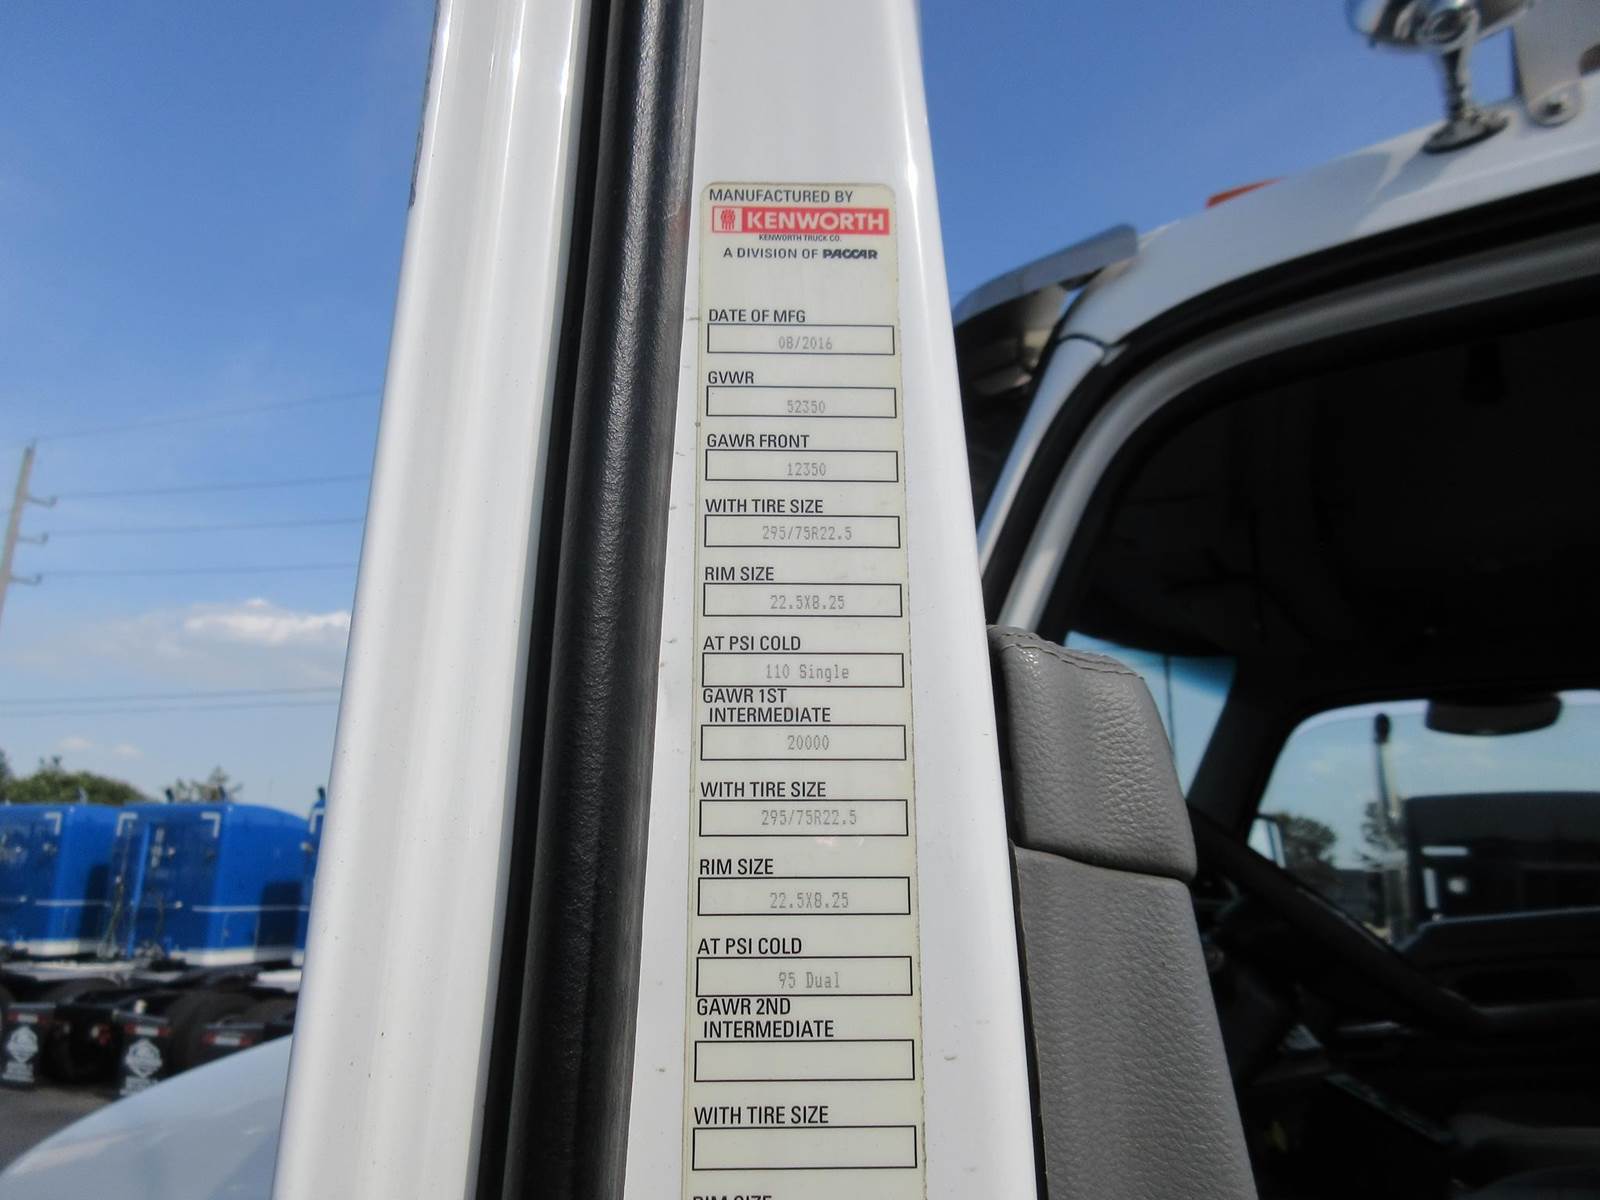 MANUFACTURED BY
KENWORTH
KENWORTH TRUCK CO.
A DIVISION OF PACCAR
DATE OF MFG
08/2016
GVWR
52350
GAWR FRONT
12350
WITH TIRE SIZE
295/75R22.5
RIM SIZE
22.5X8.25
AT PSI COLD
110 Single
GAWR 1ST
INTERMEDIATE
20000
WITH TIRE SIZE
295/75R22.5
RIM SIZE
22.5X8.25
AT PSI COLD
95 Dual
GAWR 2ND
INTERMEDIATE
WITH TIRE SIZE
RIM SIZE